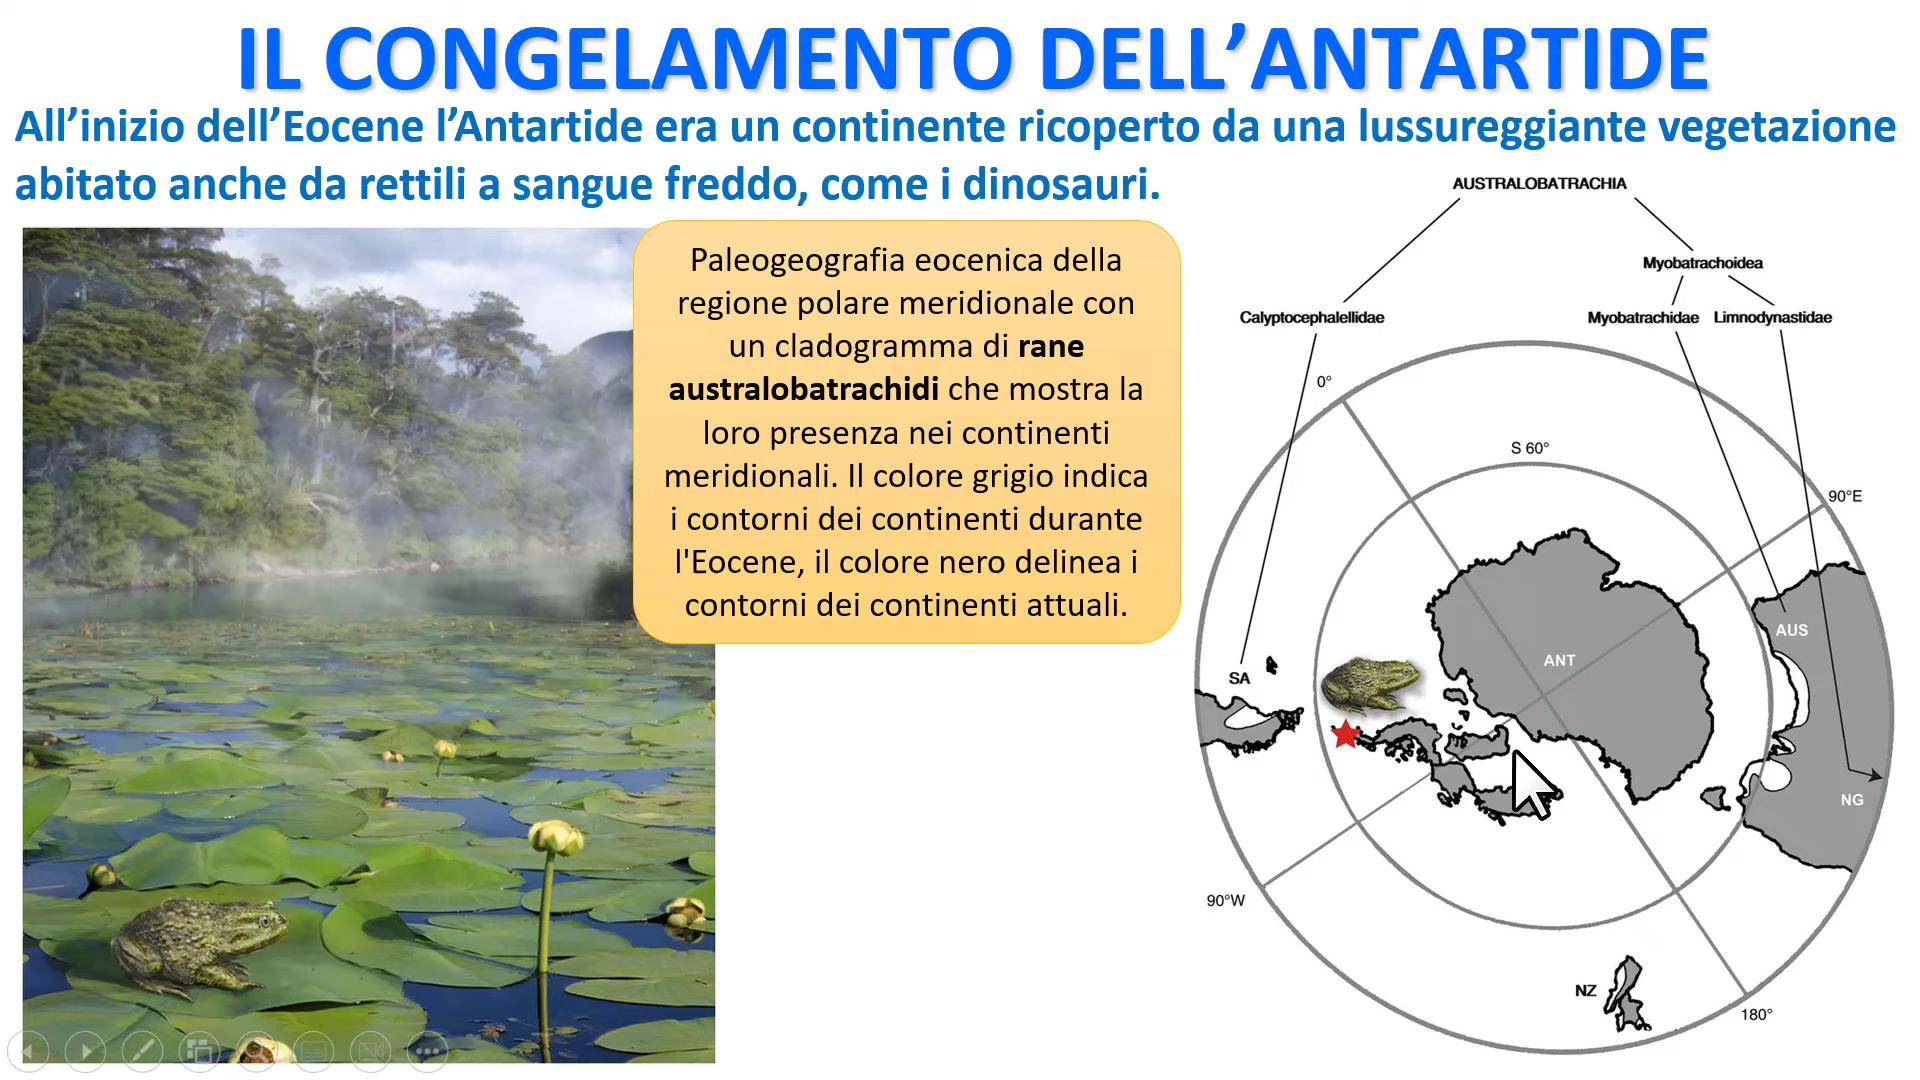 IL CONGELAMENTO DELL’ANTARTIDE
All’inizio dell’Eocene l’Antartide era un continente ricoperto da una lussureggiante vegetazione
abitato anche da rettili a sangue freddo, come i dinosauri.
Paleogeografia eocenica della
regione polare meridionale con
un cladogramma di rane
australobatrachidi che mostra la
loro presenza nei continenti
meridionali. Il colore grigio indica
i contorni dei continenti durante
l'Eocene, il colore nero delinea i
contorni dei continenti attuali.
AUSTRALOBATRACHIA
Myobatrachoidea
Calyptocephalellidae
Myobatrachidae
Limnodynastidae
0°
S 60°
90°E
AUS
ANT
SA
NG
90°W
NZ
180°